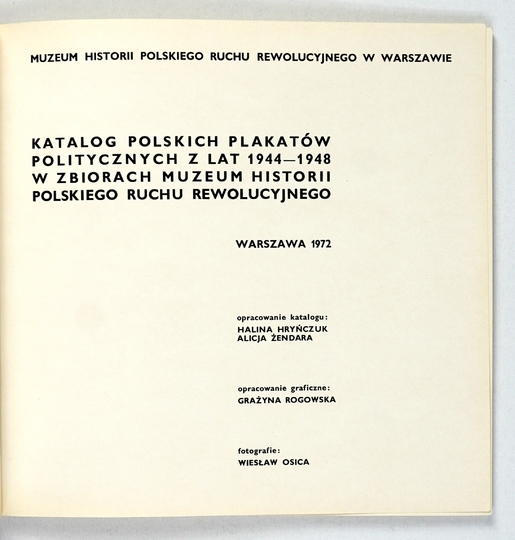 MUZEUM HISTORII POLSKIEGO RUCHU REWOLUCYJNEGO W WARSZAWIE
KATALOG POLSKICH PLAKATÓW
POLITYCZNYCH Z LAT 1944—1948
W ZBIORACH MUZEUM HISTORII
POLSKIEGO RUCHU REWOLUCYJNEGO
WARSZAWA 1972
opracowanie katalogu:
HALINA HRYŃCZUK
ALICJA ŻENDARA
opracowanie graficzne:
GRAŻYNA ROGOWSKA
fotografie:
WIESŁAW OSICA